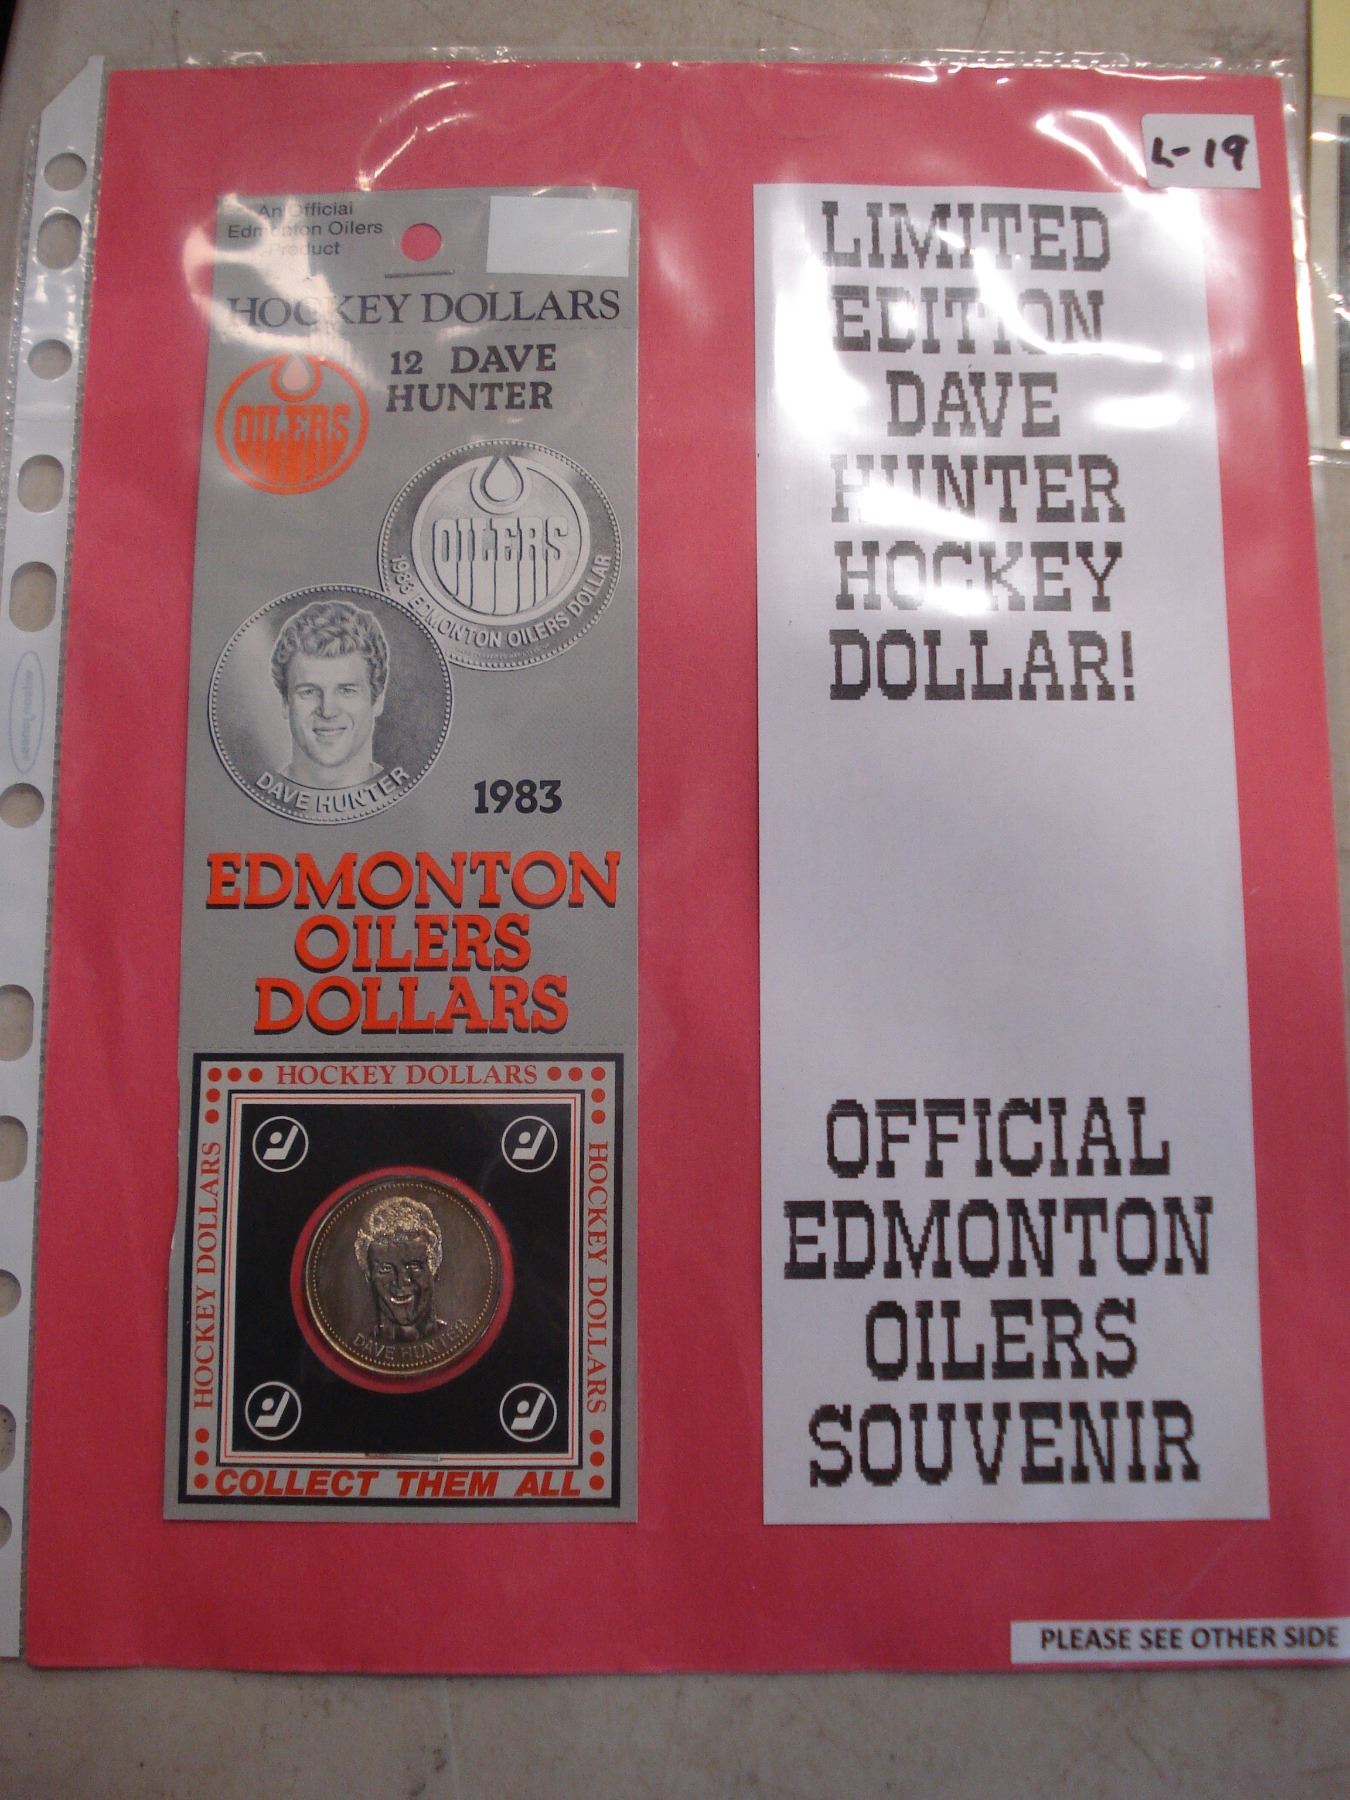 L-19
An Official
Edmonton Oilers
Product
HOCKEY DOLLARS
12 DAVE
HUNTER
OILERS
OILERS
1983 EDMONTON OILERS DOLLAR
DAVE HUNTER
1983
EDMONTON
OILERS
DOLLARS
HOCKEY DOLLARS
HOCKEY DOLLARS
HOCKEY DOLLARS
DAVE HUNTER
COLLECT THEM ALL
LIMITED
EDITION
DAVE
HUNTER
HOCKEY
DOLLAR!
OFFICIAL
EDMONTON
OILERS
SOUVENIR
PLEASE SEE OTHER SIDE